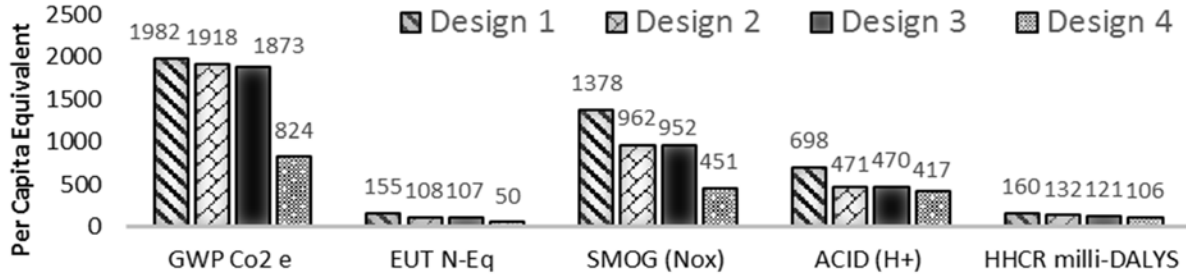 Per Capita Equivalent
2500
2000
1500
1000
500
0
Design 1 Design 2 Design 3 Design 4
1982 1918 1873 824
155 108 107 50
1378 962 952 451
698 471 470 417
160 132 121 106
GWP Co2 e EUT N-Eq SMOG (Nox) ACID (H+) HHCR milli-DALYS